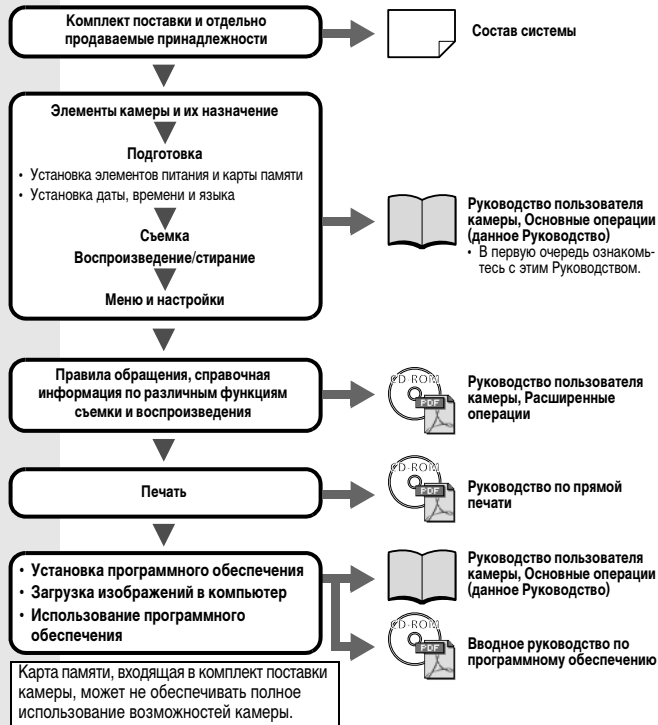 Комплект поставки и отдельно
продаваемые принадлежности
Состав системы
Элементы камеры и их назначение
Подготовка
• Установка элементов питания и карты памяти
• Установка даты, времени и языка
Съемка
Воспроизведение/стирание
Меню и настройки
Руководство пользователя
камеры, Основные операции
(данное Руководство)
• В первую очередь ознакомь-
тесь с этим Руководством.
Правила обращения, справочная
информация по различным функциям
съемки и воспроизведения
CD-ROM
PDF
Руководство пользователя
камеры, Расширенные
операции
Печать
CD-ROM
PDF
Руководство по прямой
печати
• Установка программного обеспечения
• Загрузка изображений в компьютер
• Использование программного
обеспечения
Руководство пользователя
камеры, Основные операции
(данное Руководство)
CD-ROM
PDF
Вводное руководство по
программному обеспечению
Карта памяти, входящая в комплект поставки
камеры, может не обеспечивать полное
использование возможностей камеры.